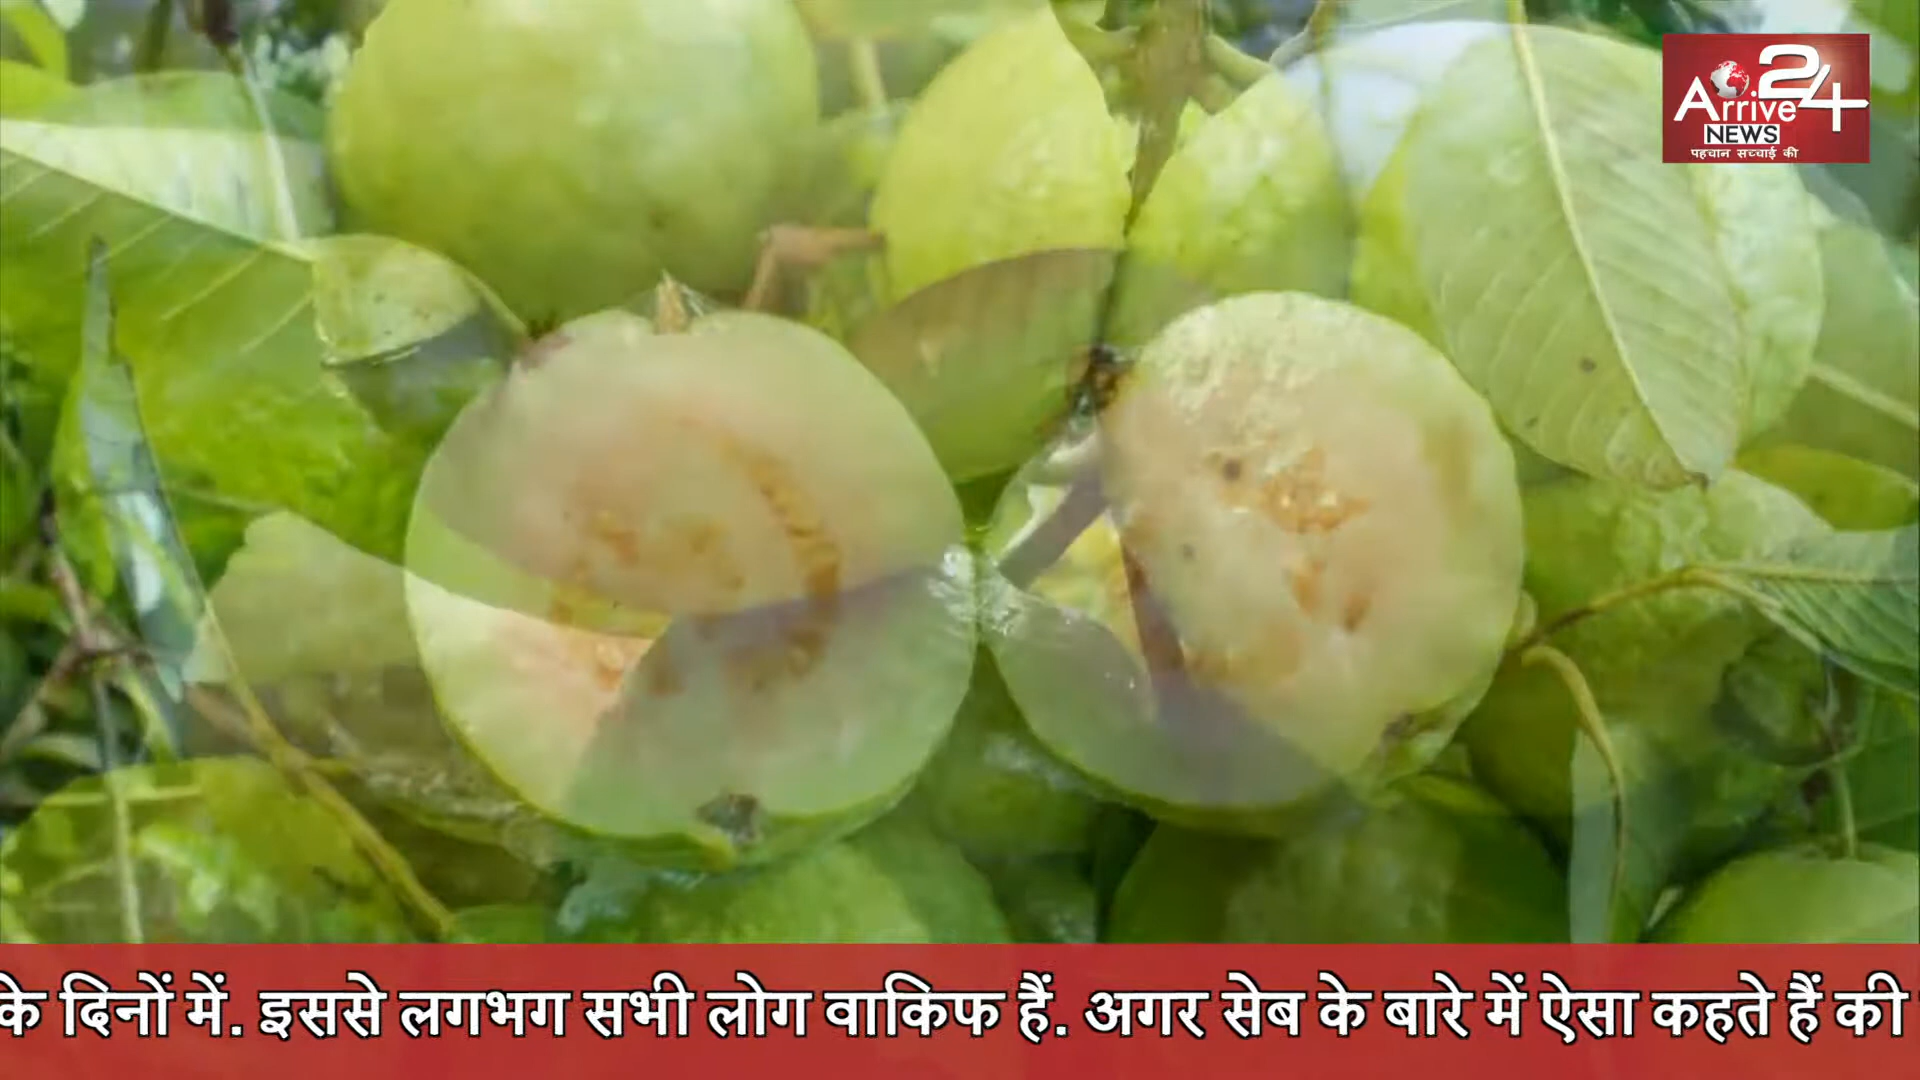 Arrive 24
NEWS
पहचान सच्चाई की
के दिनों में. इससे लगभग सभी लोग वाकिफ हैं. अगर सेब के बारे में ऐसा कहते हैं की